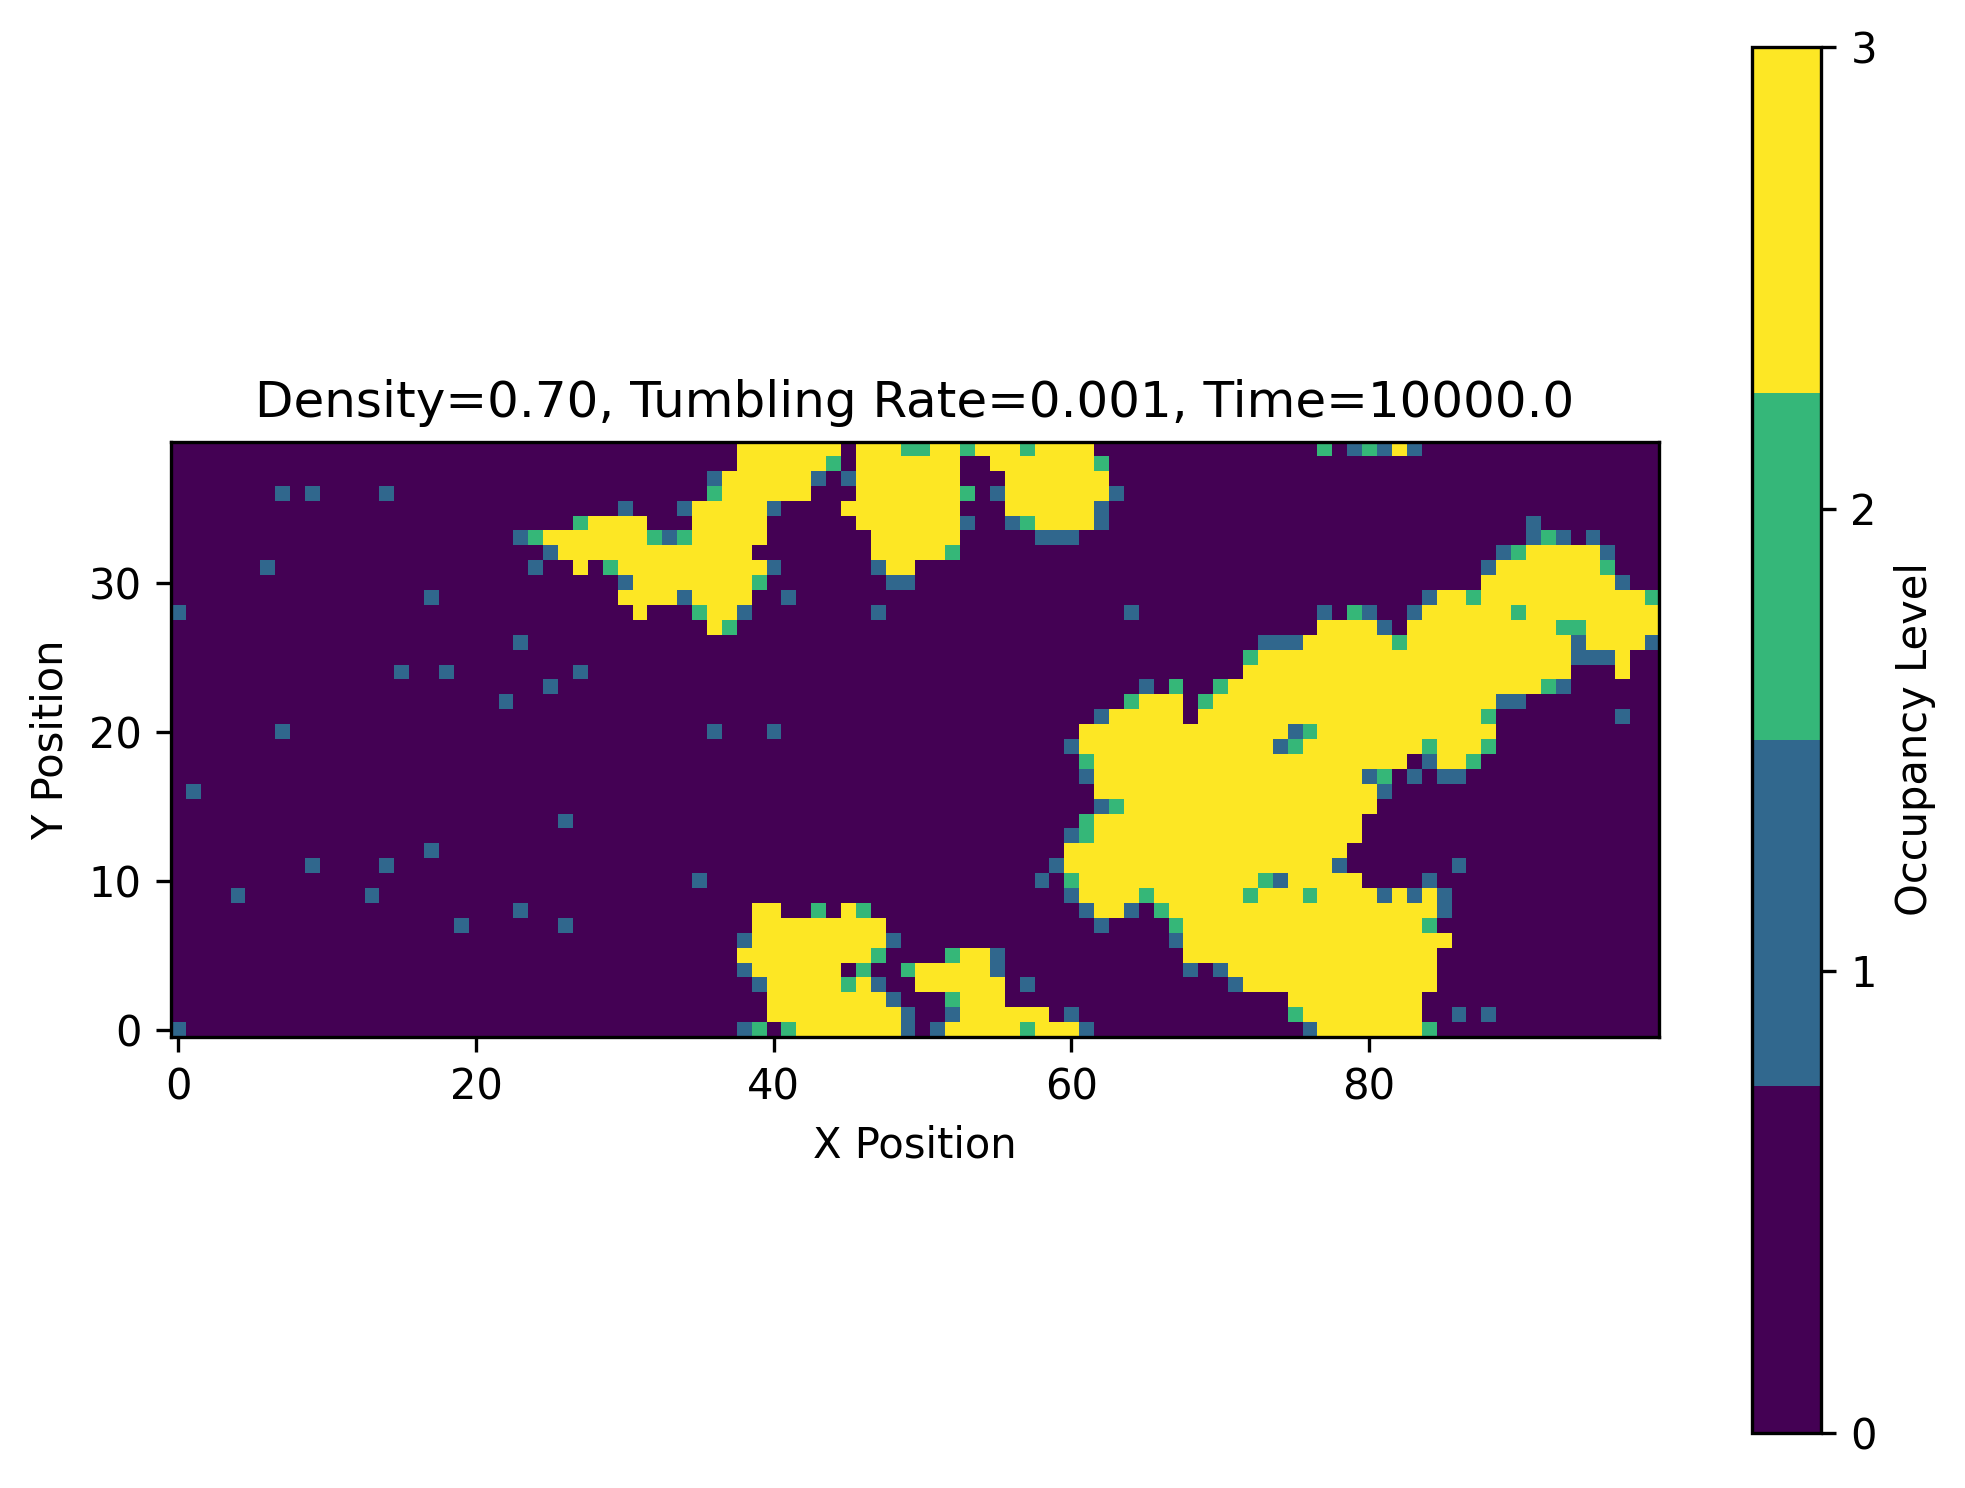 Density=0.70, Tumbling Rate=0.001, Time=10000.0
30
20
10
0
Y Position
0 20 40 60 80
X Position
3
2
1
0
Occupancy Level